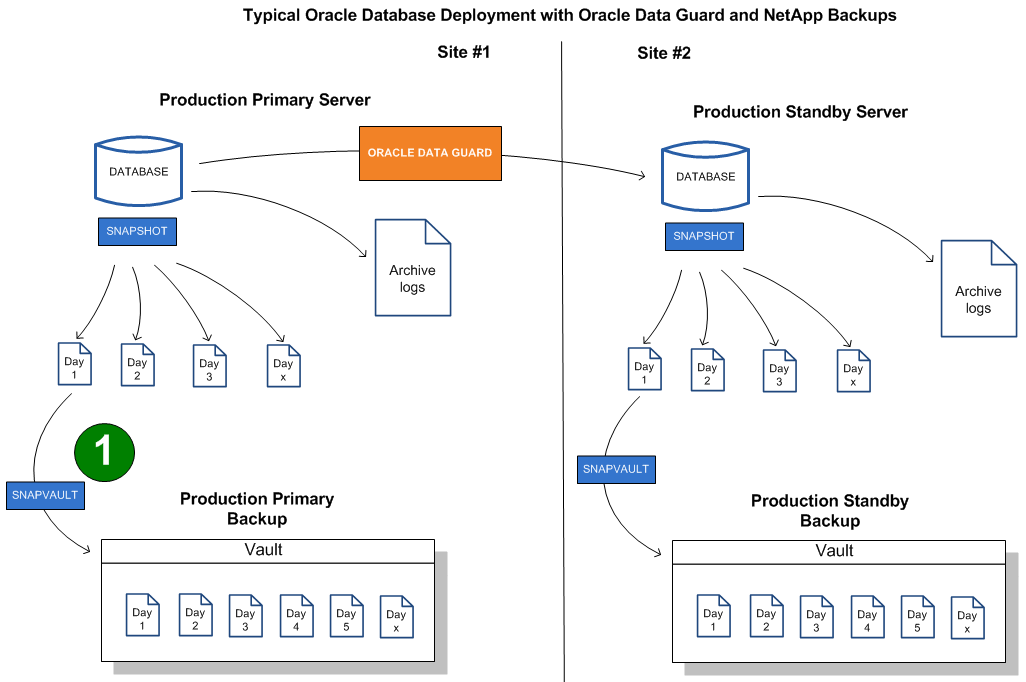 Typical Oracle Database Deployment with Oracle Data Guard and NetApp Backups
Site #1
Site #2
Production Primary Server
Production Standby Server
ORACLE DATA GUARD
DATABASE
DATABASE
SNAPSHOT
SNAPSHOT
Archive
logs
Archive
logs
Day
1
Day
2
Day
3
Day
x
Day
1
Day
2
Day
3
Day
x
1
SNAPVAULT
SNAPVAULT
Production Primary
Backup
Production Standby
Backup
Vault
Vault
Day
1
Day
2
Day
3
Day
4
Day
5
Day
x
Day
1
Day
2
Day
3
Day
4
Day
5
Day
x